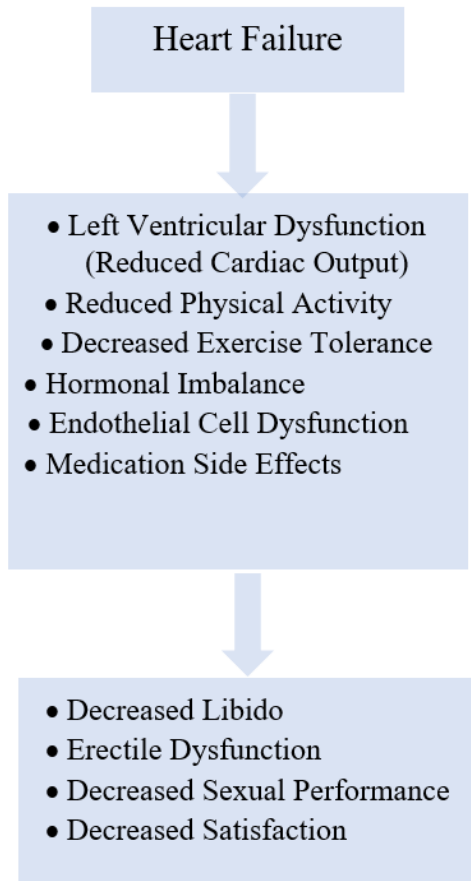 Heart Failure
• Left Ventricular Dysfunction
(Reduced Cardiac Output)
• Reduced Physical Activity
• Decreased Exercise Tolerance
• Hormonal Imbalance
• Endothelial Cell Dysfunction
• Medication Side Effects
• Decreased Libido
• Erectile Dysfunction
• Decreased Sexual Performance
• Decreased Satisfaction